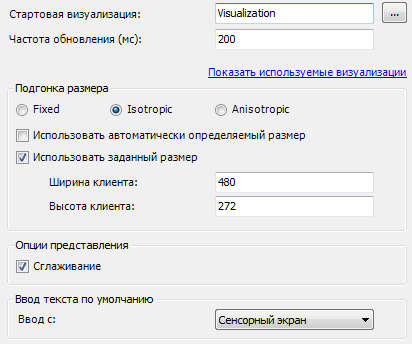 Стартовая визуализация: Visualization ...
Частота обновления (мс): 200
Показать используемые визуализации
Подгонка размера
Fixed Isotropic Anisotropic
Использовать автоматически определяемый размер
Использовать заданный размер
Ширина клиента: 480
Высота клиента: 272
Опции представления
Сглаживание
Ввод текста по умолчанию
Ввод с: Сенсорный экран